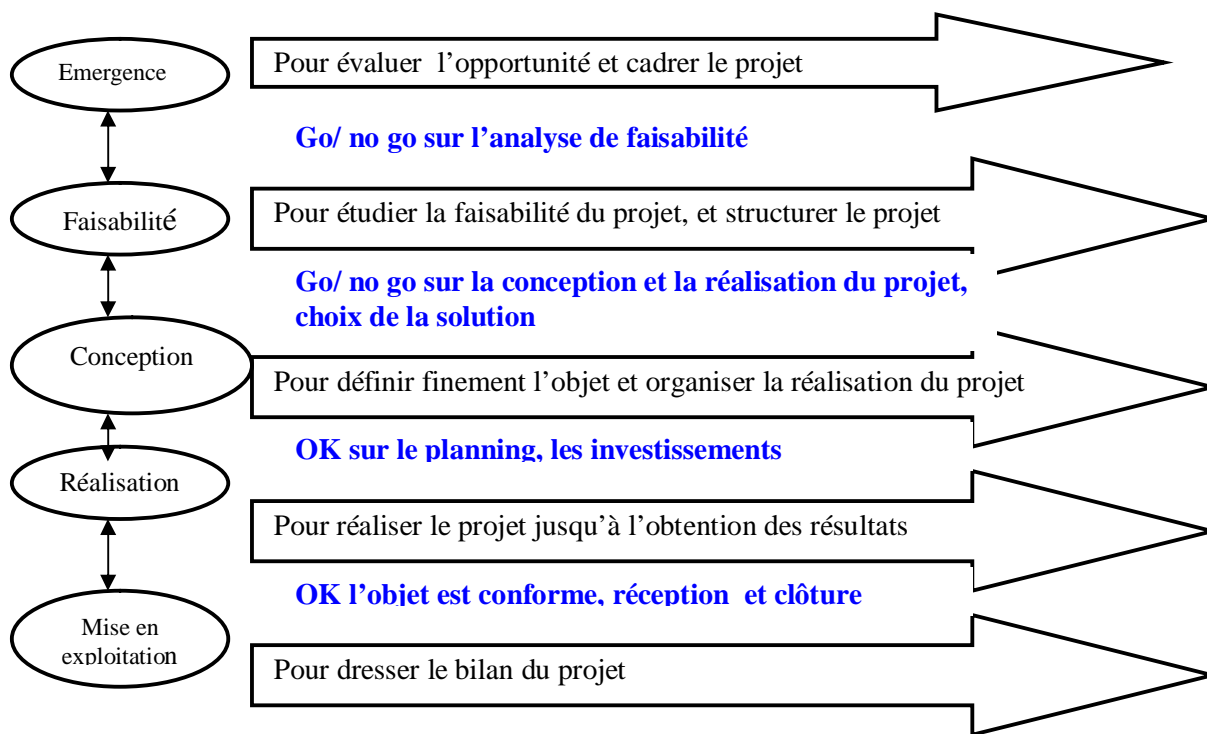 Emergence
Pour évaluer l'opportunité et cadrer le projet
Go/ no go sur l'analyse de faisabilité
Faisabilité
Pour étudier la faisabilité du projet, et structurer le projet
Go/ no go sur la conception et la réalisation du projet,
choix de la solution
Conception
Pour définir finement l'objet et organiser la réalisation du projet
OK sur le planning, les investissements
Réalisation
Pour réaliser le projet jusqu'à l'obtention des résultats
OK l'objet est conforme, réception et clôture
Mise en
exploitation
Pour dresser le bilan du projet